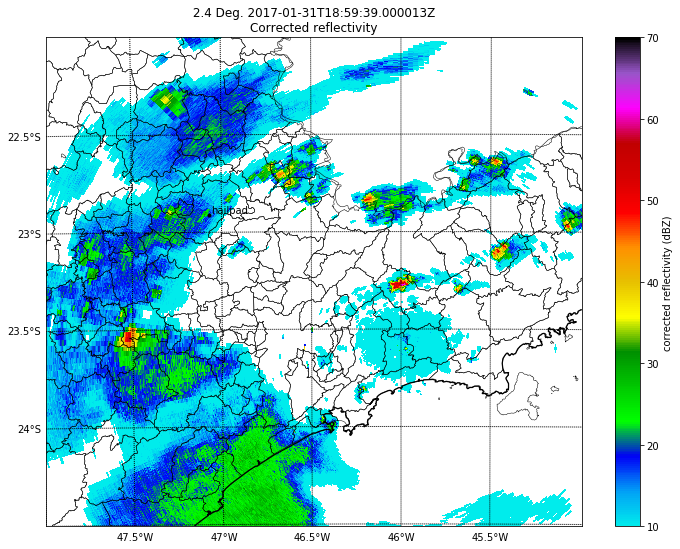 2.4 Deg. 2017-01-31T18:59:39.000013Z
Corrected reflectivity
22.5°S
23°S
23.5°S
24°S
47.5°W
47°W
46.5°W
46°W
45.5°W
hailpad
70
60
50
40
30
20
10
corrected reflectivity (dBZ)